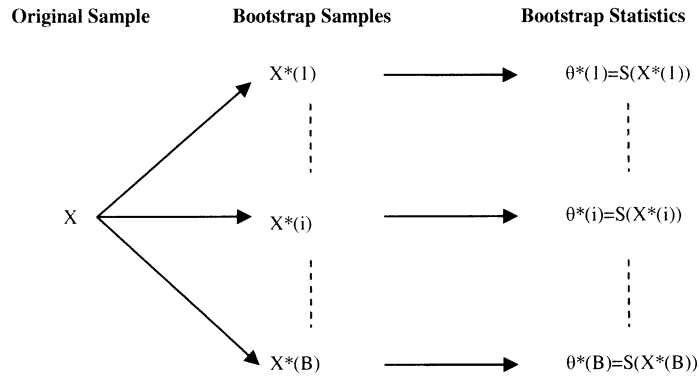 Original Sample Bootstrap Samples Bootstrap Statistics
X*(1) θ*(1)=S(X*(1))
X X*(i) θ*(i)=S(X*(i))
X*(B) θ*(B)=S(X*(B))